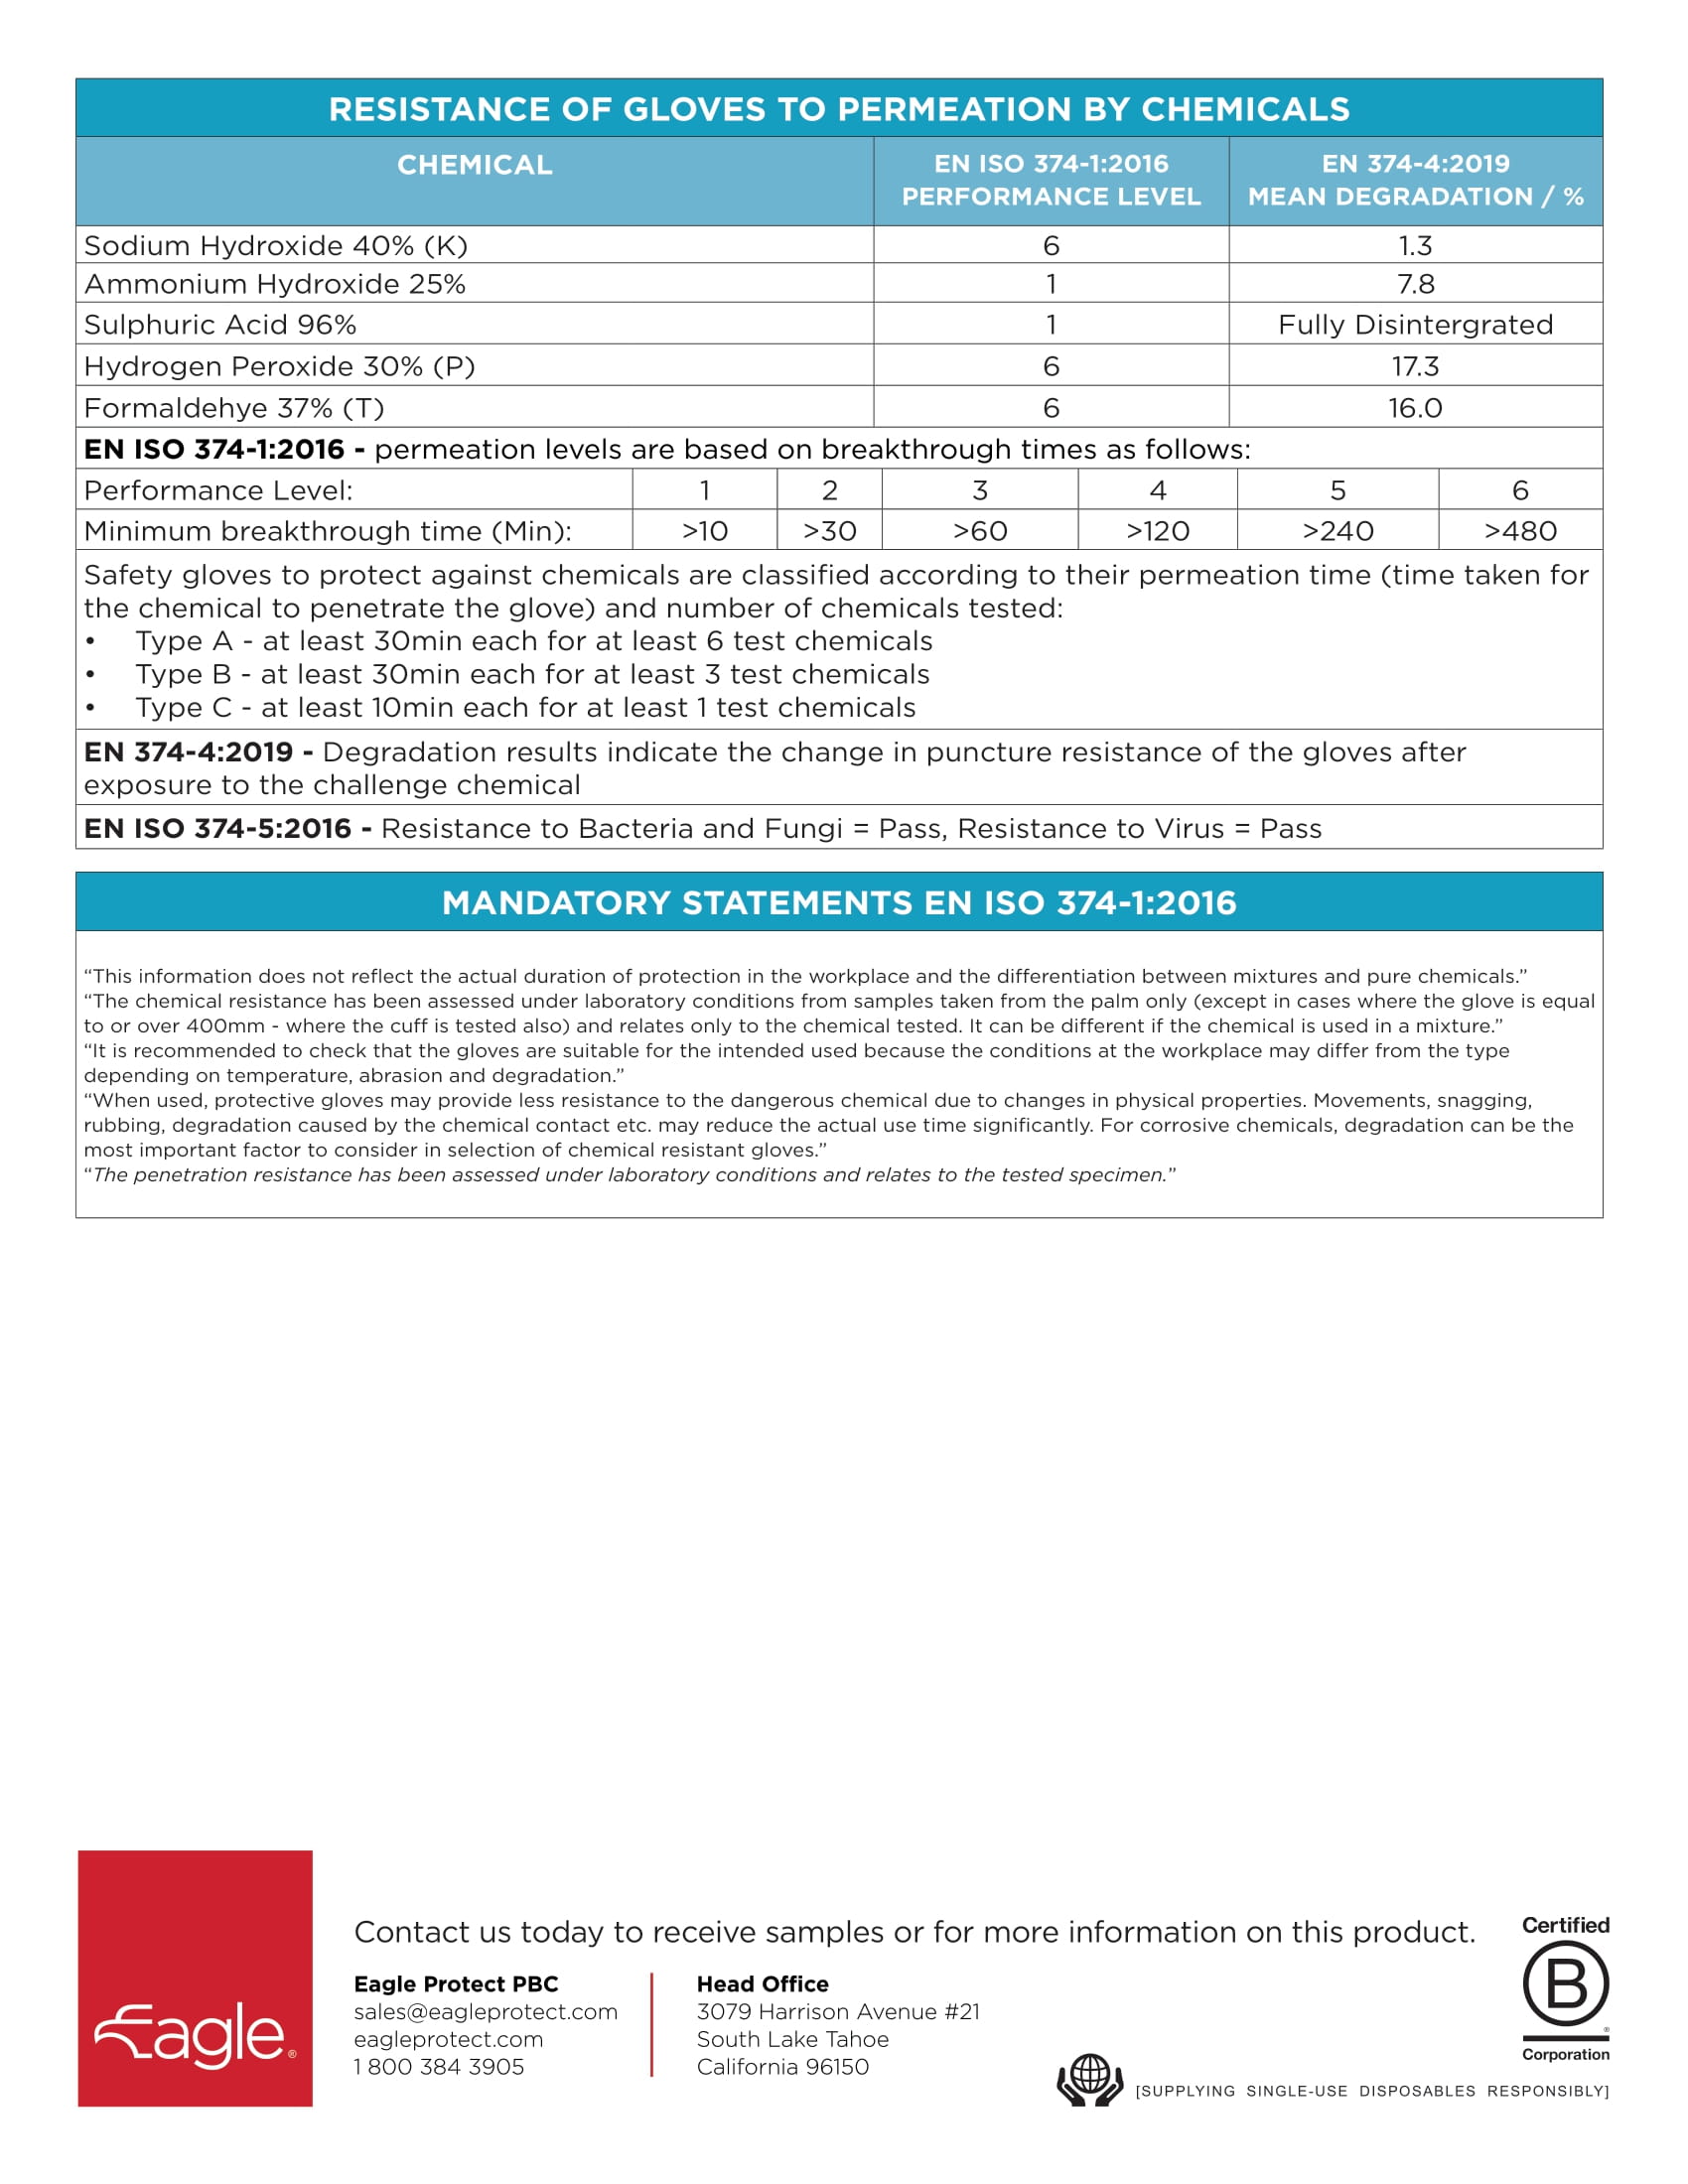 RESISTANCE OF GLOVES TO PERMEATION BY CHEMICALS
CHEMICAL
EN ISO 374-1:2016
PERFORMANCE LEVEL
EN 374-4:2019
MEAN DEGRADATION / %
Sodium Hydroxide 40% (K) 6 1.3
Ammonium Hydroxide 25% 1 7.8
Sulphuric Acid 96% 1 Fully Disintergrated
Hydrogen Peroxide 30% (P) 6 17.3
Formaldehye 37% (T) 6 16.0
EN ISO 374-1:2016 - permeation levels are based on breakthrough times as follows:
Performance Level: 1 2 3 4 5 6
Minimum breakthrough time (Min): >10 >30 >60 >120 >240 >480
Safety gloves to protect against chemicals are classified according to their permeation time (time taken for
the chemical to penetrate the glove) and number of chemicals tested:
• Type A - at least 30min each for at least 6 test chemicals
• Type B - at least 30min each for at least 3 test chemicals
• Type C - at least 10min each for at least 1 test chemicals
EN 374-4:2019 - Degradation results indicate the change in puncture resistance of the gloves after
exposure to the challenge chemical
EN ISO 374-5:2016 - Resistance to Bacteria and Fungi = Pass, Resistance to Virus = Pass
MANDATORY STATEMENTS EN ISO 374-1:2016
“This information does not reflect the actual duration of protection in the workplace and the differentiation between mixtures and pure chemicals.”
“The chemical resistance has been assessed under laboratory conditions from samples taken from the palm only (except in cases where the glove is equal
to or over 400mm - where the cuff is tested also) and relates only to the chemical tested. It can be different if the chemical is used in a mixture.”
“It is recommended to check that the gloves are suitable for the intended used because the conditions at the workplace may differ from the type
depending on temperature, abrasion and degradation.”
“When used, protective gloves may provide less resistance to the dangerous chemical due to changes in physical properties. Movements, snagging,
rubbing, degradation caused by the chemical contact etc. may reduce the actual use time significantly. For corrosive chemicals, degradation can be the
most important factor to consider in selection of chemical resistant gloves.”
“The penetration resistance has been assessed under laboratory conditions and relates to the tested specimen.”
Eagle®
Contact us today to receive samples or for more information on this product.
Eagle Protect PBC
sales@eagleprotect.com
eagleprotect.com
1 800 384 3905
Head Office
3079 Harrison Avenue #21
South Lake Tahoe
California 96150
Certified
B®
Corporation
[SUPPLYING SINGLE-USE DISPOSABLES RESPONSIBLY]